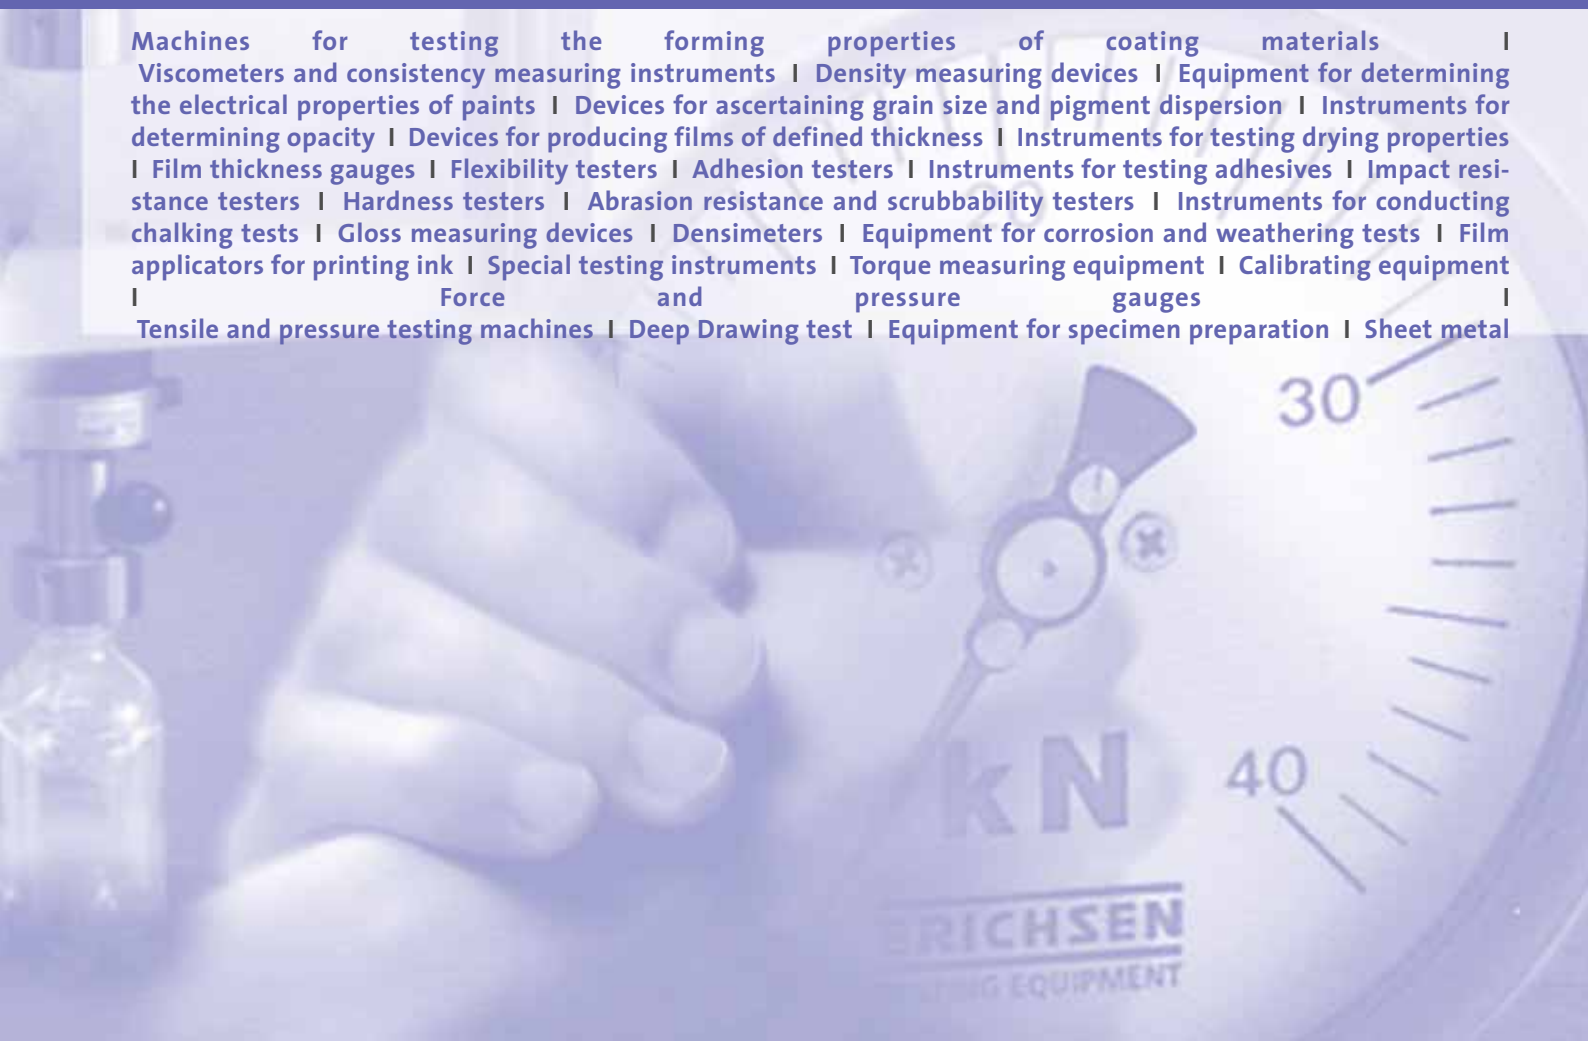 Machines for testing the forming properties of coating materials I
Viscometers and consistency measuring instruments I Density measuring devices I Equipment for determining
the electrical properties of paints I Devices for ascertaining grain size and pigment dispersion I Instruments for
determining opacity I Devices for producing films of defined thickness I Instruments for testing drying properties
I Film thickness gauges I Flexibility testers I Adhesion testers I Instruments for testing adhesives I Impact resi-
stance testers I Hardness testers I Abrasion resistance and scrubbability testers I Instruments for conducting
chalking tests I Gloss measuring devices I Densimeters I Equipment for corrosion and weathering tests I Film
applicators for printing ink I Special testing instruments I Torque measuring equipment I Calibrating equipment
I Force and pressure gauges I
Tensile and pressure testing machines I Deep Drawing test I Equipment for specimen preparation I Sheet metal
20
30
40
kN
ERICHSEN
EQUIPMENT